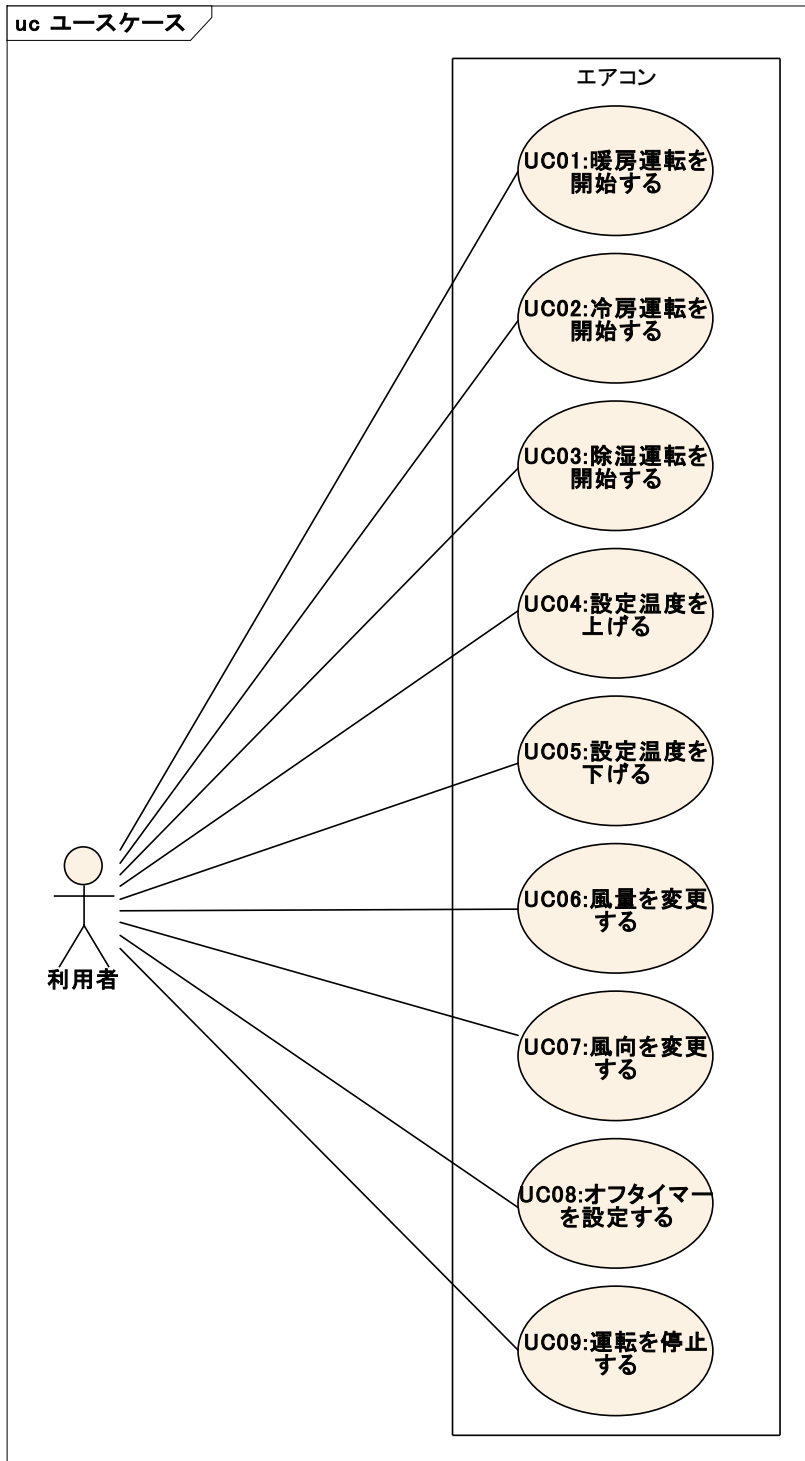 uc ユースケース
エアコン
UC01:暖房運転を
開始する
UC02:冷房運転を
開始する
UC03:除湿運転を
開始する
UC04:設定温度を
上げる
UC05:設定温度を
下げる
UC06:風量を変更
する
利用者
UC07:風向を変更
する
UC08:オフタイマー
を設定する
UC09:運転を停止
する